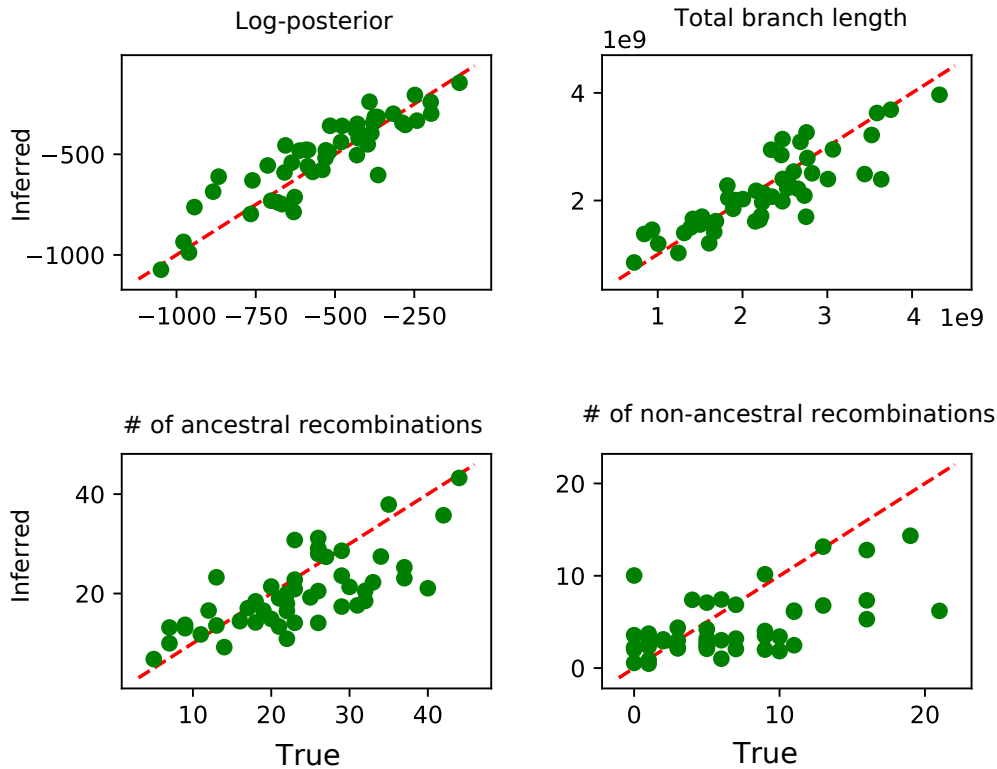 Log-posterior
Total branch length
1e9
Inferred
−500
−1000
4
2
−1000 −750 −500 −250
1 2 3 4 1e9
# of ancestral recombinations
# of non-ancestral recombinations
Inferred
40
20
20
10
0
10 20 30 40
0 10 20
True
True